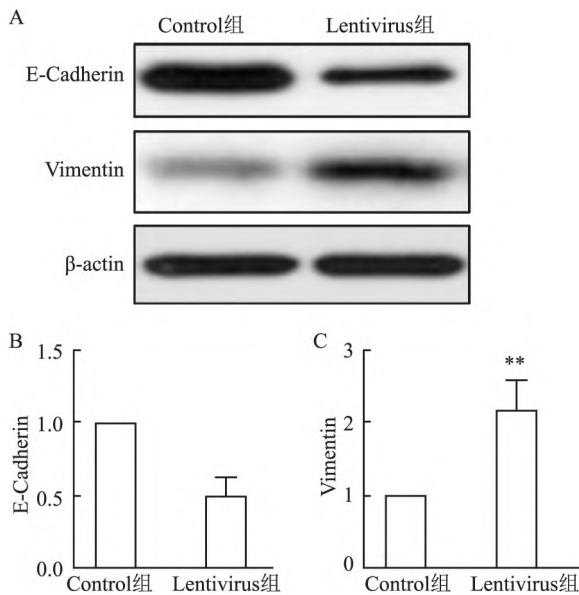 A
Control组 Lentivirus组
E-Cadherin
Vimentin
β-actin
B
1.5
1.0
0.5
0.0
E-Cadherin
Control组 Lentivirus组
C
3
2
1
0
Vimentin
**
Control组 Lentivirus组